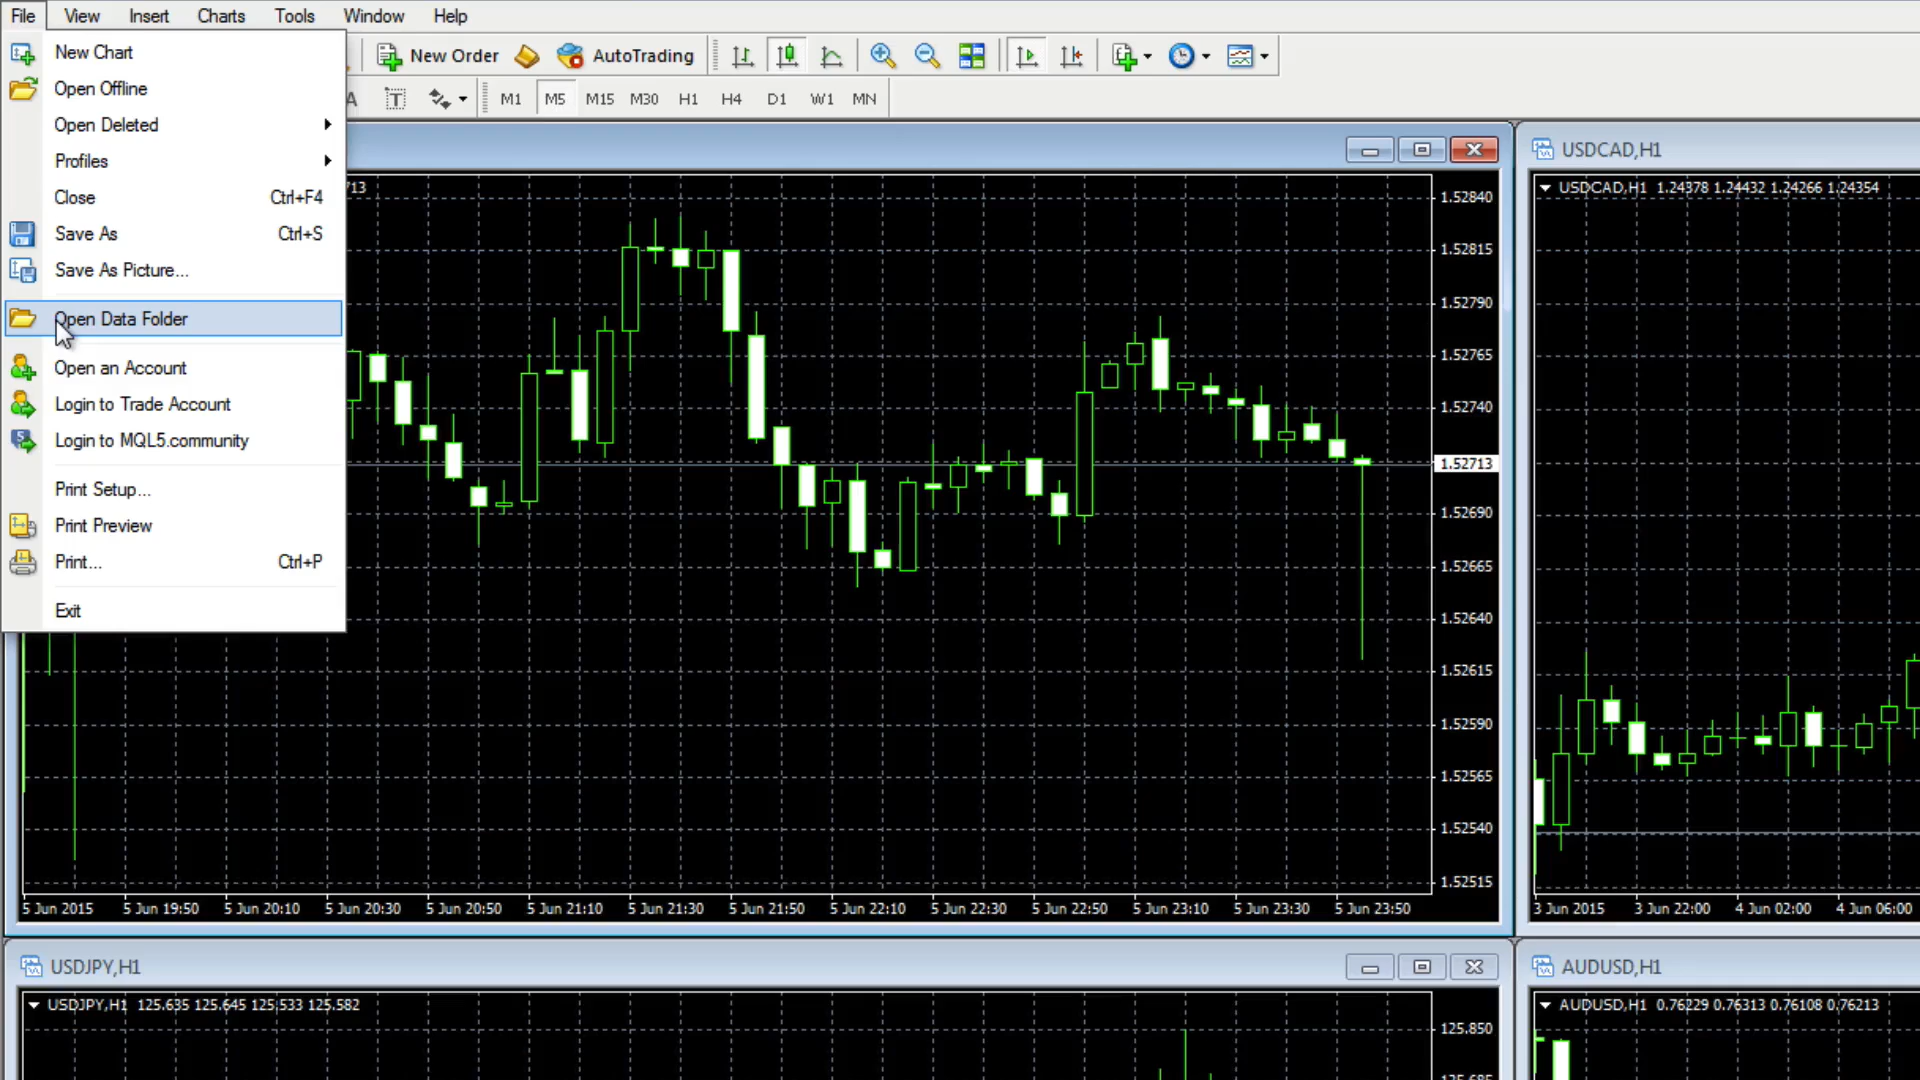 File View Insert Charts Tools Window Help
New Chart
Open Offline
Open Deleted
Profiles
Close Ctrl+F4
Save As Ctrl+S
Save As Picture...
Open Data Folder
Open an Account
Login to Trade Account
Login to MQL5.community
Print Setup...
Print Preview
Print... Ctrl+P
Exit
New Order AutoTrading
A T M1 M5 M15 M30 H1 H4 D1 W1 MN
713
1.52840
1.52815
1.52790
1.52765
1.52740
1.52713
1.52690
1.52665
1.52640
1.52615
1.52590
1.52565
1.52540
1.52515
5 Jun 2015 5 Jun 19:50 5 Jun 20:10 5 Jun 20:30 5 Jun 20:50 5 Jun 21:10 5 Jun 21:30 5 Jun 21:50 5 Jun 22:10 5 Jun 22:30 5 Jun 22:50 5 Jun 23:10 5 Jun 23:30 5 Jun 23:50
USDCAD,H1
USDCAD,H1 1.24378 1.24432 1.24266 1.24354
3 Jun 2015 3 Jun 22:00 4 Jun 02:00 4 Jun 06:00
USDJPY,H1
USDJPY,H1 125.635 125.645 125.533 125.582
125.850
125.685
AUDUSD,H1
AUDUSD,H1 0.76229 0.76313 0.76108 0.76213